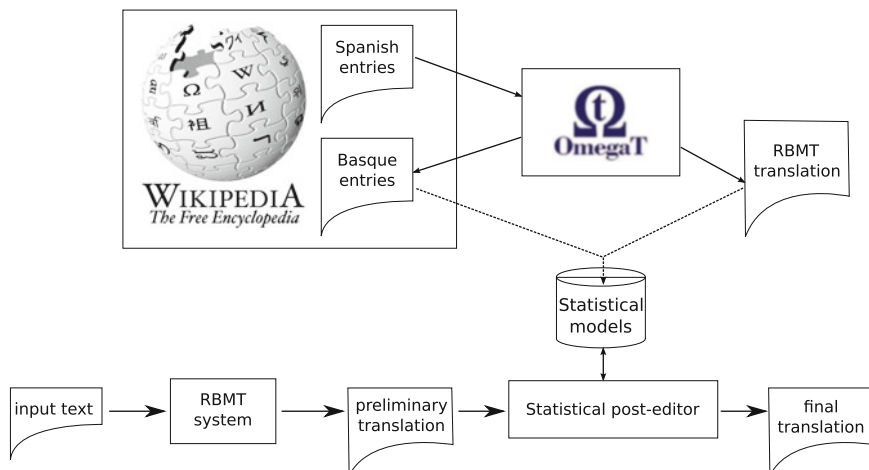 Spanish
entries
Basque
entries
WIKIPEDIA
The Free Encyclopedia
Ω
W
И
祖
t
Ω
OmegaT
RBMT
translation
Statistical
models
input text
RBMT
system
preliminary
translation
Statistical post-editor
final
translation